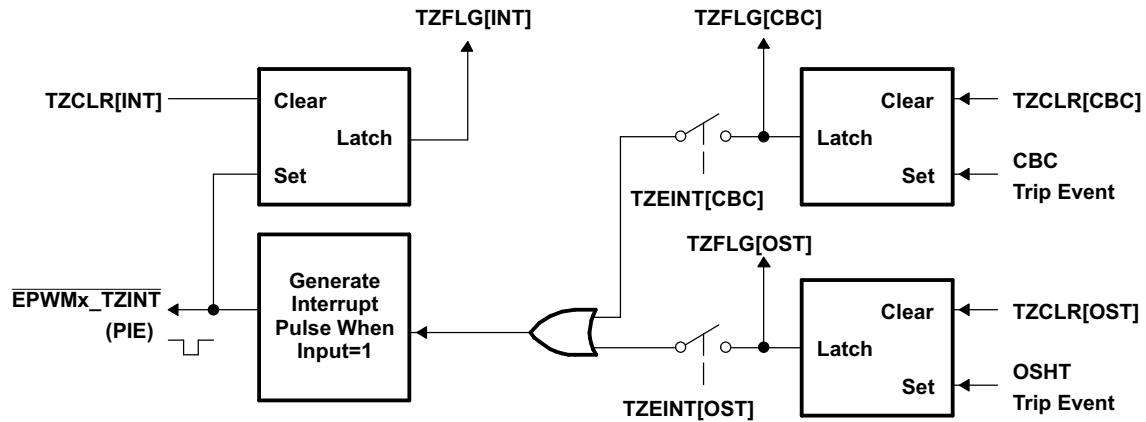 TZFLG[INT]
TZCLR[INT]
Clear
Latch
Set
TZFLG[CBC]
Clear
Latch
Set
TZCLR[CBC]
CBC
Trip Event
TZEINT[CBC]
EPWMx_TZINT
(PIE)
Generate
Interrupt
Pulse When
Input=1
TZFLG[OST]
Clear
Latch
Set
TZCLR[OST]
OSHT
Trip Event
TZEINT[OST]